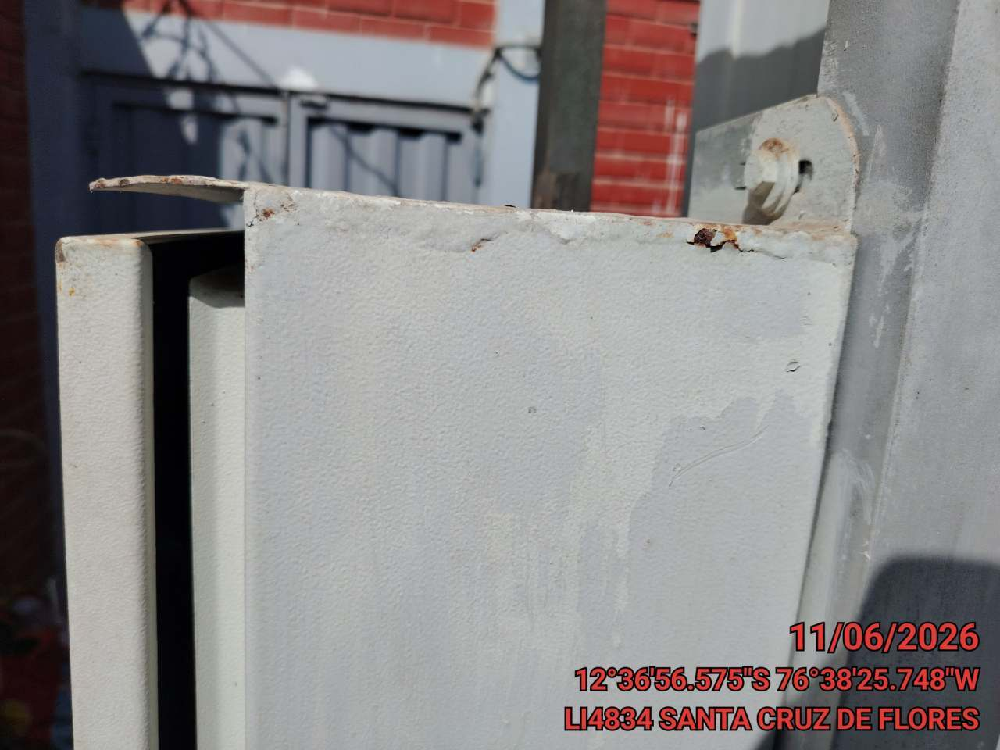 11/06/2026
12°36'56.575"S 76°38'25.748"W
LI4834 SANTA CRUZ DE FLORES